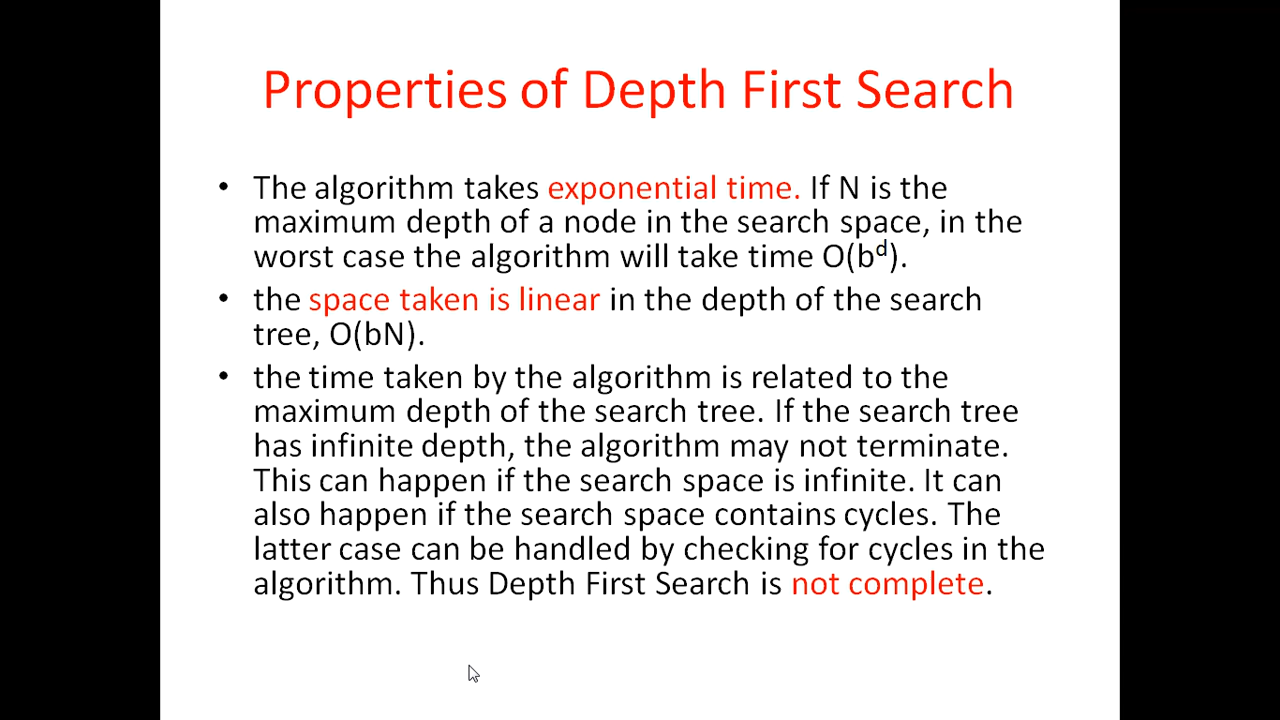 Properties of Depth First Search
• The algorithm takes exponential time. If N is the
maximum depth of a node in the search space, in the
worst case the algorithm will take time O(bᵈ).
• the space taken is linear in the depth of the search
tree, O(bN).
• the time taken by the algorithm is related to the
maximum depth of the search tree. If the search tree
has infinite depth, the algorithm may not terminate.
This can happen if the search space is infinite. It can
also happen if the search space contains cycles. The
latter case can be handled by checking for cycles in the
algorithm. Thus Depth First Search is not complete.